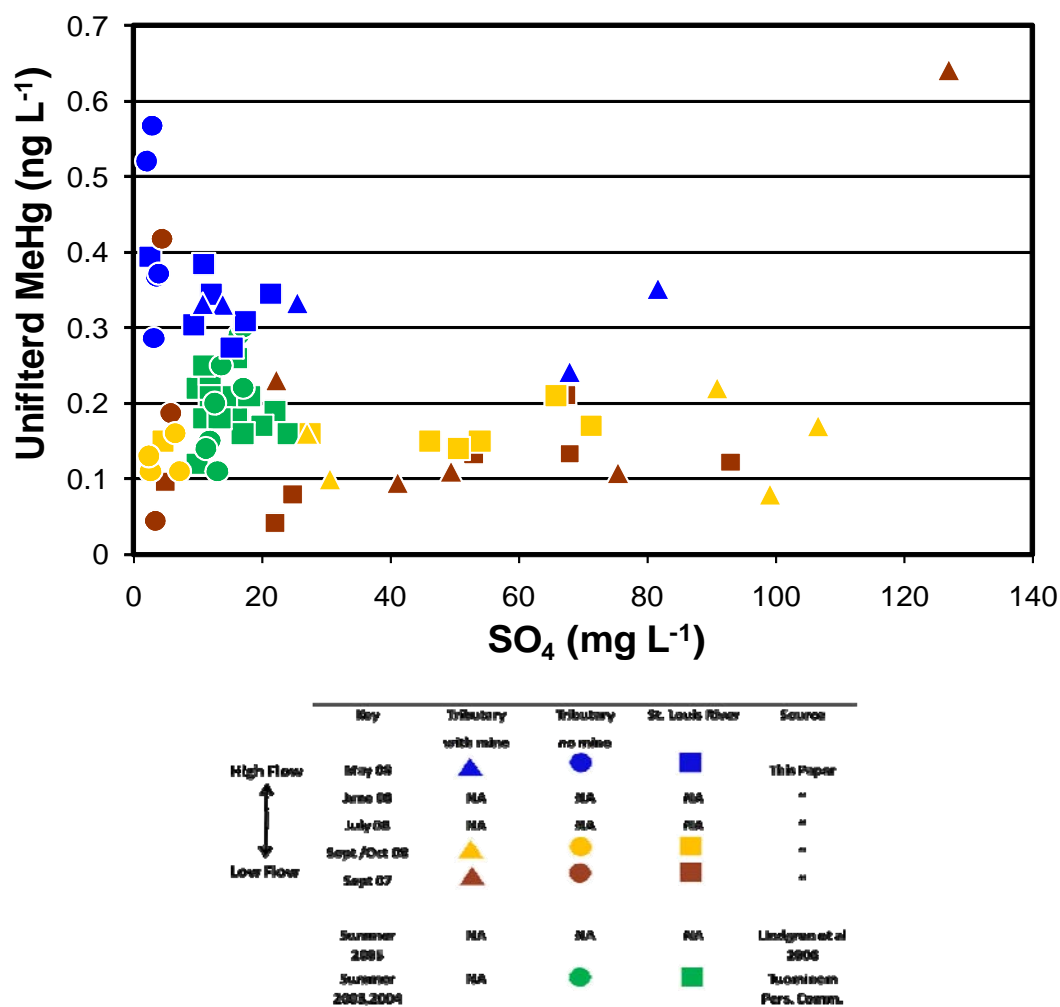 0.7
0.6
0.5
0.4
0.3
0.2
0.1
0
Unifilterd MeHg (ng L-1)
0 20 40 60 80 100 120 140
SO4 (mg L-1)
Key Tributary with mine Tributary no mine St. Louis River Source
High Flow
May 08 This Paper
June 08 NA NA NA "
July 08 NA NA NA "
Sept /Oct 08 "
Low Flow
Sept 07 "
Summer NA NA NA Lindgren et al
2006
Summer NA Tuominem
2003,2004 Pers. Comm.